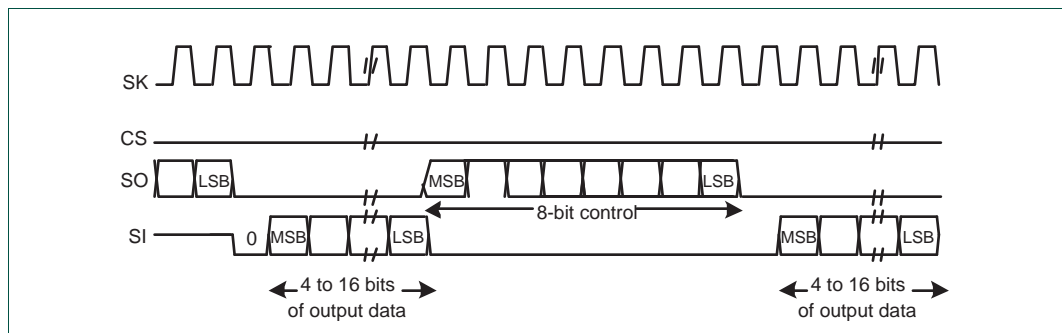 SK
CS
SO
LSB
MSB
LSB
8-bit control
SI
0
MSB
LSB
MSB
LSB
4 to 16 bits
of output data
4 to 16 bits
of output data